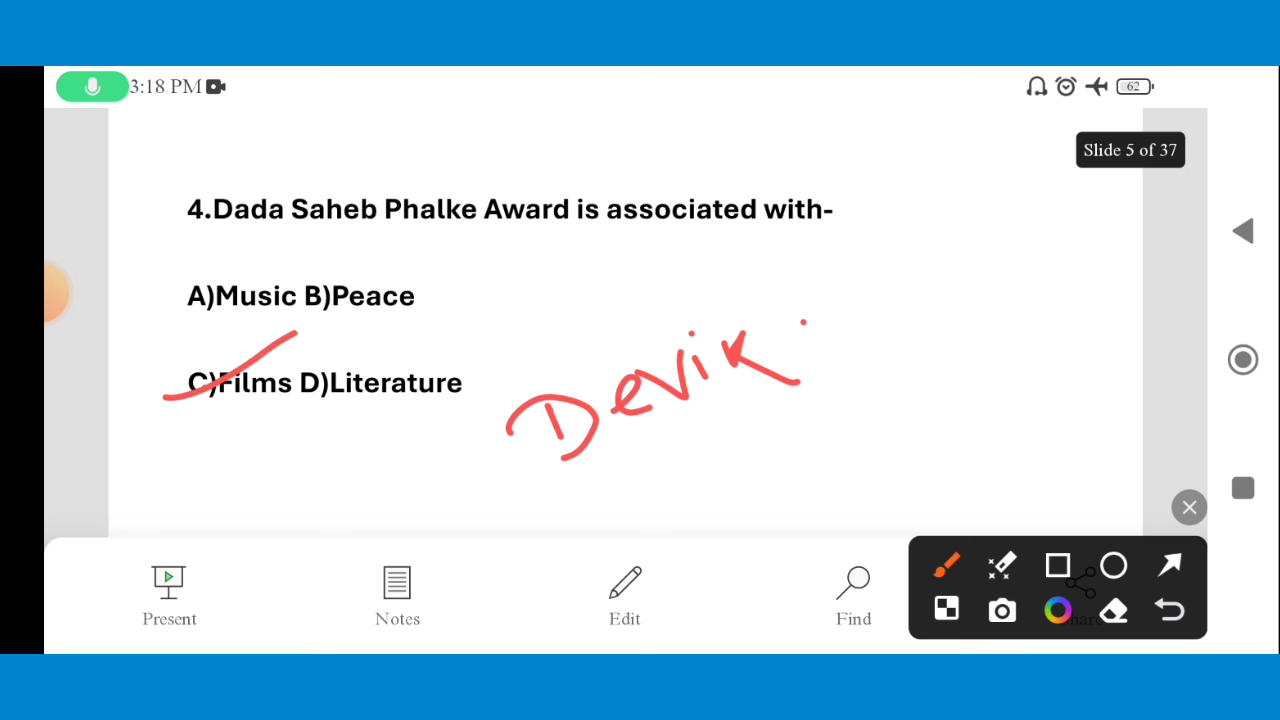 3:18 PM
62
Slide 5 of 37
4.Dada Saheb Phalke Award is associated with-
A)Music B)Peace
C)Films D)Literature
Devik
Present
Notes
Edit
Find